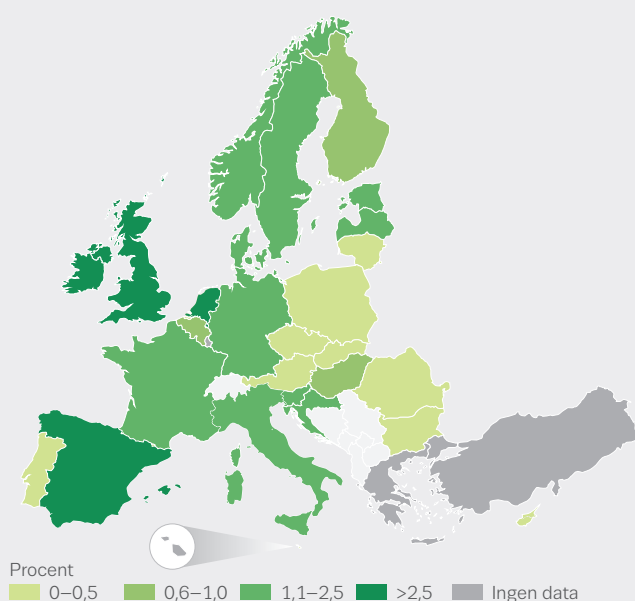 Procent
0–0,5 0,6–1,0 1,1–2,5 >2,5 Ingen data